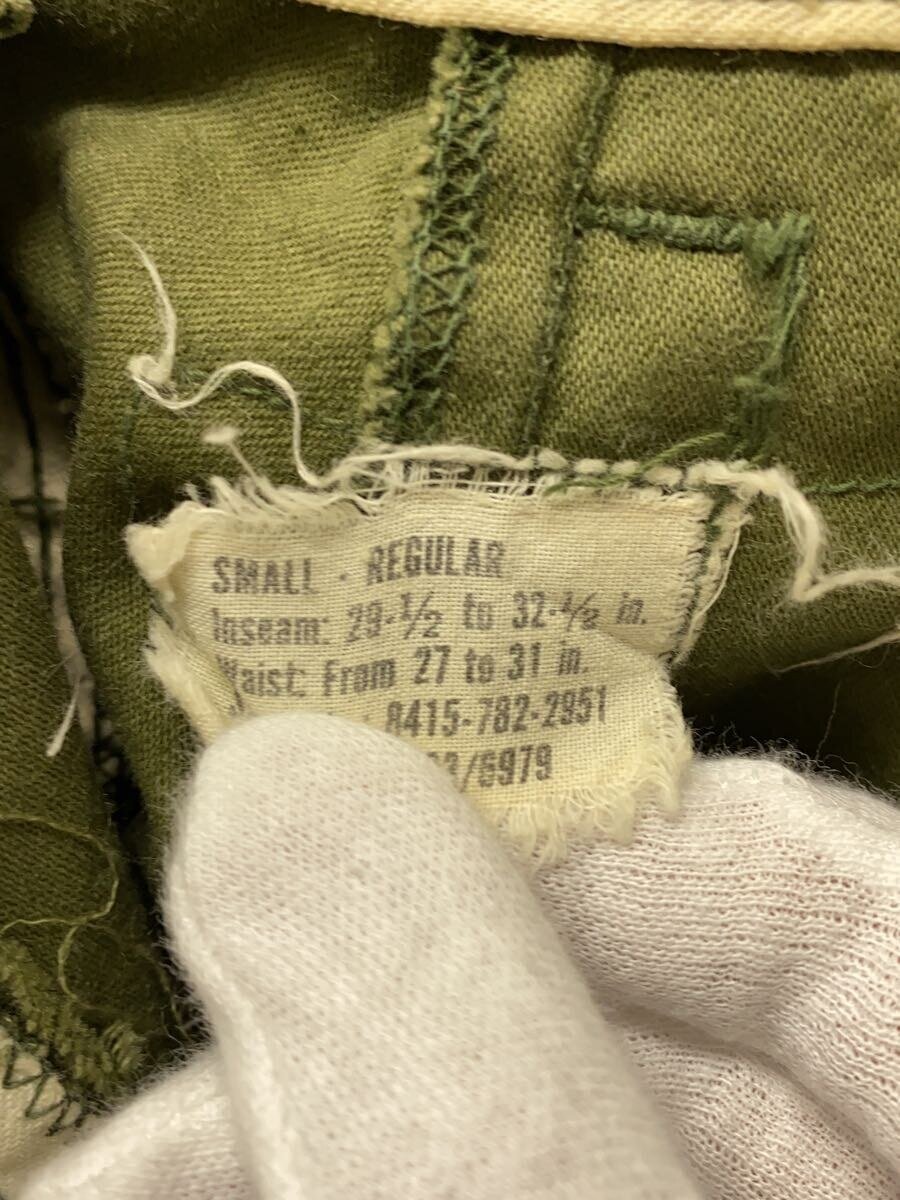 SMALL - REGULAR
Inseam: 29-1/2 to 32-1/2 in.
Waist: From 27 to 31 in.
8415-782-2951
/6979